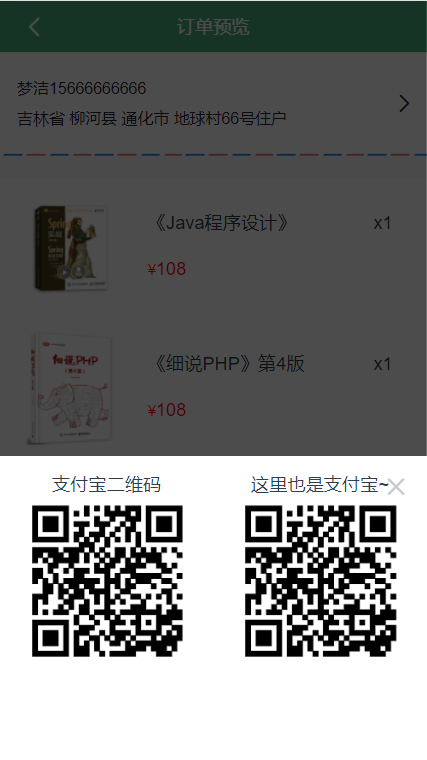 订单预览
梦洁15666666666
吉林省 柳河县 通化市 地球村66号住户
Spring
Spring
《Java程序设计》 x1
¥108
细说PHP
《细说PHP》第4版 x1
¥108
支付宝二维码 这里也是支付宝~